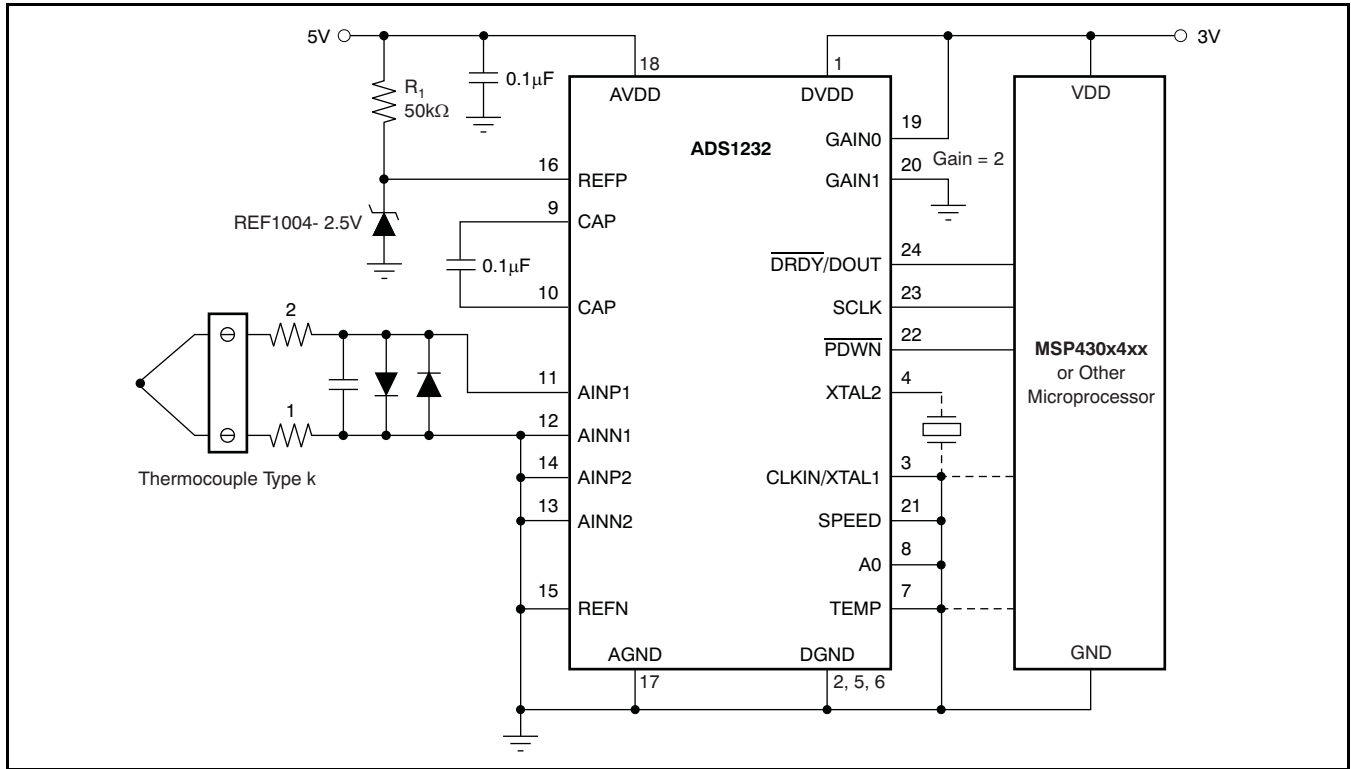 5V
3V
18
1
R1
50kΩ
0.1μF
AVDD
DVDD
VDD
ADS1232
19
GAIN0
Gain = 2
20
GAIN1
16
REFP
REF1004- 2.5V
9
CAP
0.1μF
10
CAP
24
DRDY/DOUT
23
SCLK
22
PDWN
MSP430x4xx
or Other
Microprocessor
2
1
Thermocouple Type k
11
AINP1
12
AINN1
14
AINP2
13
AINN2
15
REFN
4
XTAL2
3
CLKIN/XTAL1
21
SPEED
8
A0
7
TEMP
AGND
DGND
GND
17
2, 5, 6